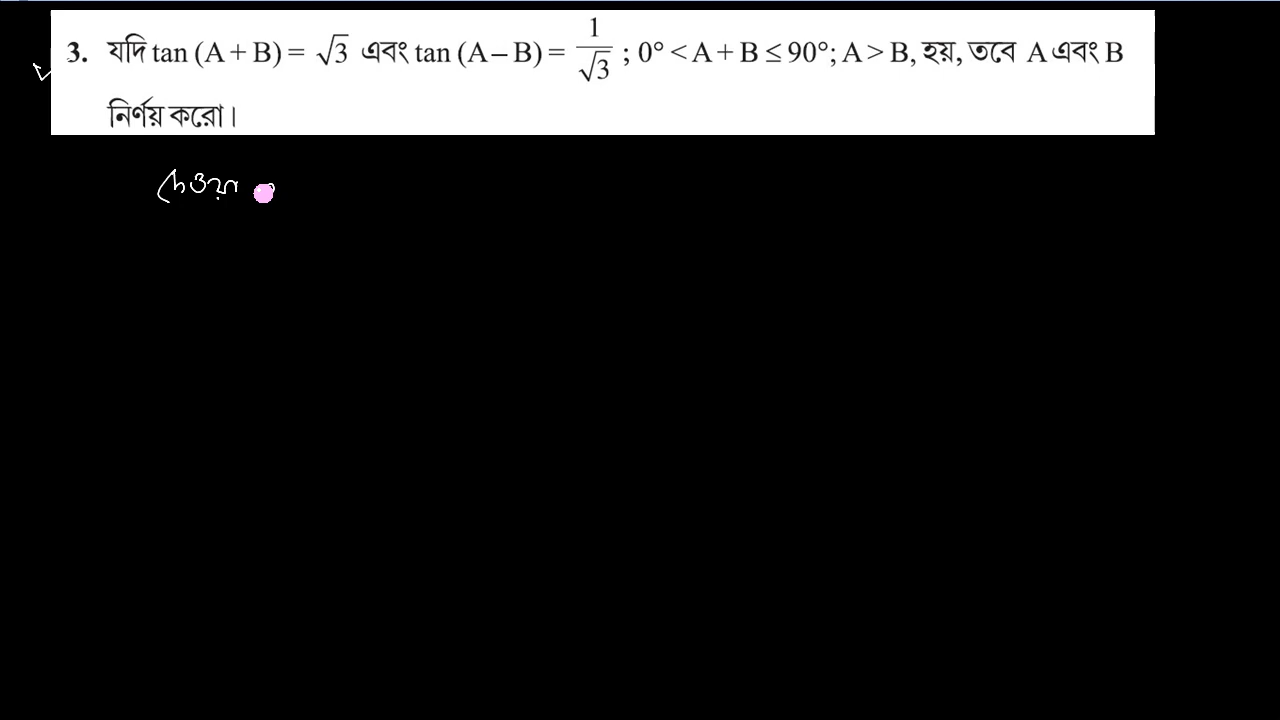 3. যদি tan (A + B) = √3 এবং tan (A – B) = 1/√3 ; 0° < A + B ≤ 90°; A > B, হয়, তবে A এবং B
নির্ণয় করো।
দেওয়া